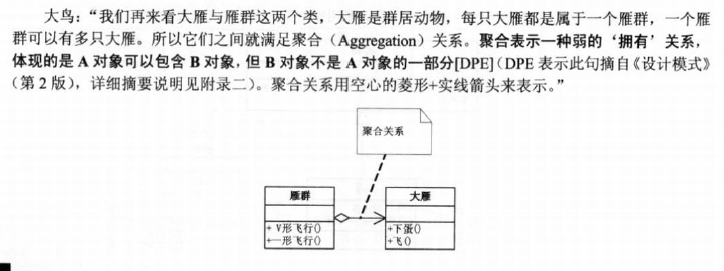 大鸟：“我们再来看大雁与雁群这两个类，大雁是群居动物，每只大雁都是属于一个雁群，一个雁
群可以有多只大雁。所以它们之间就满足聚合（Aggregation）关系。聚合表示一种弱的‘拥有’关系，
体现的是 A 对象可以包含 B 对象，但 B 对象不是 A 对象的一部分[DPE]（DPE 表示此句摘自《设计模式》
（第 2 版），详细摘要说明见附录二）。聚合关系用空心的菱形+实线箭头来表示。”
聚合关系
雁群
+ V形飞行()
+一形飞行()
大雁
+下蛋()
+飞()